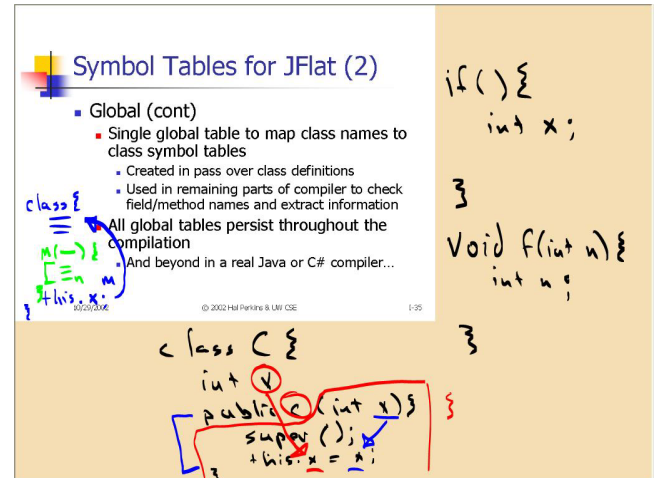 Symbol Tables for JFlat (2)
Global (cont)
Single global table to map class names to
class symbol tables
Created in pass over class definitions
Used in remaining parts of compiler to check
field/method names and extract information
All global tables persist throughout the
compilation
And beyond in a real Java or C# compiler...
10/29/2002
© 2002 Hal Perkins & UW CSE
I-35
class {
M(—) {
n
M
}
this.x
}
if () {
int x;
}
void f(int n) {
int n;
}
class C {
int x
public C (int x) {
super ();
this.x = x;
}
}